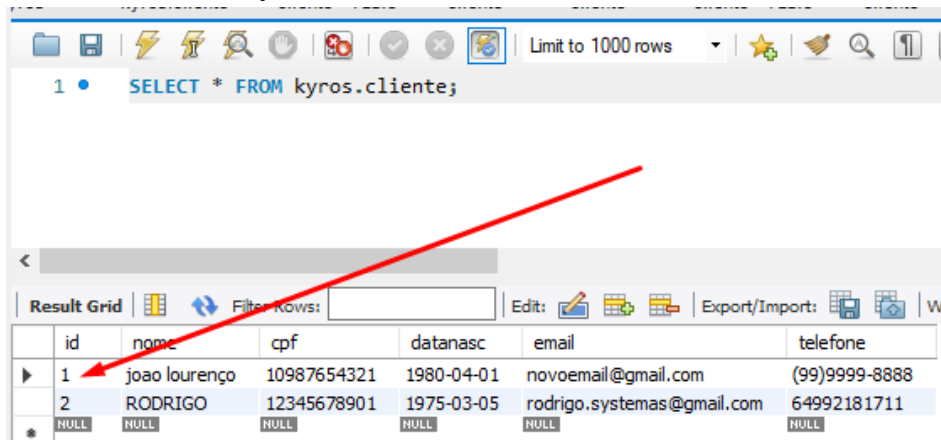 Limit to 1000 rows
1 SELECT * FROM kyros.cliente;
<
Result Grid Filter Rows: Edit: Export/Import: W
id nome cpf datanasc email telefone
1 joao lourenço 10987654321 1980-04-01 novoemail@gmail.com (99)9999-8888
2 RODRIGO 12345678901 1975-03-05 rodrigo.systemas@gmail.com 64992181711
NULL NULL NULL NULL NULL NULL